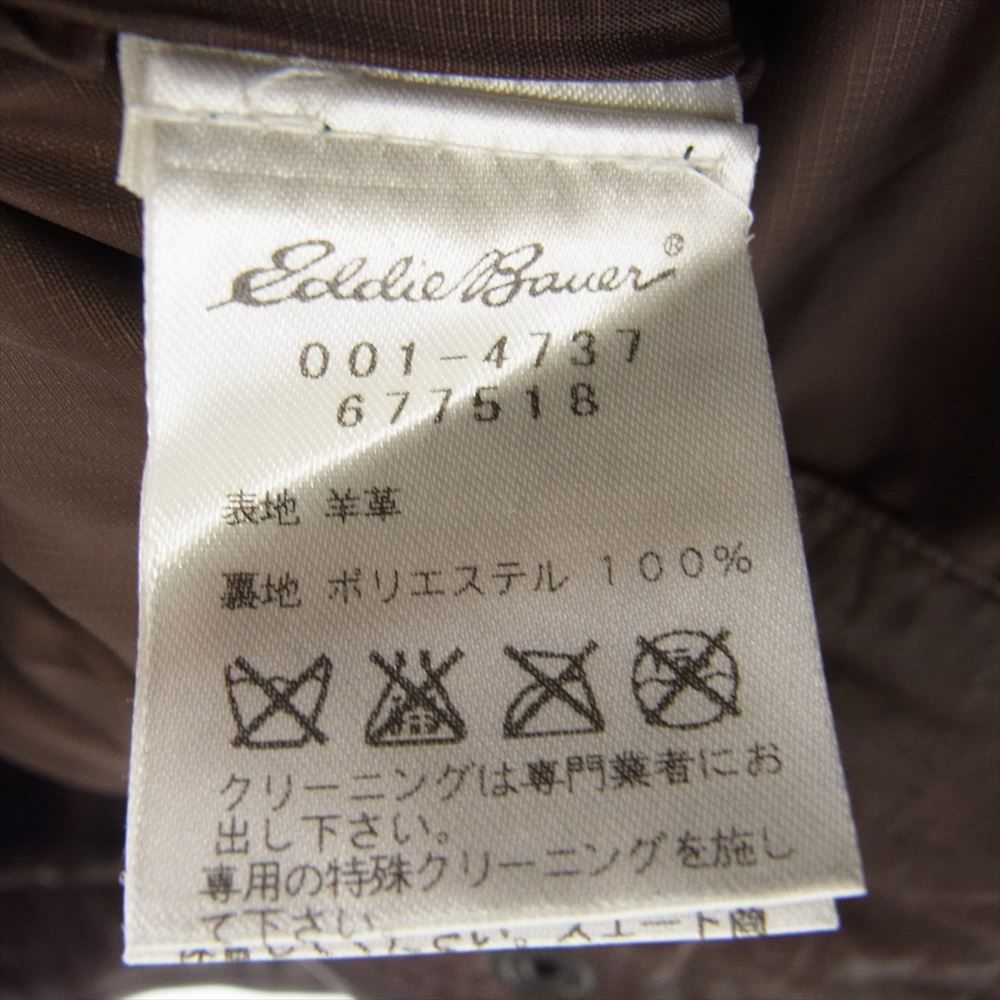 Eddie Bauer®
001-4737
677518
表地 羊革
裏地 ポリエステル 100%
クリーニングは専門業者にお
出し下さい。
専用の特殊クリーニングを施し
て下さい